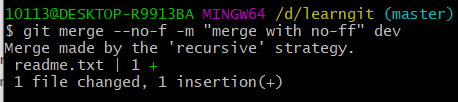 10113@DESKTOP-R9913BA MINGW64 /d/learngit (master)
$ git merge --no-f -m "merge with no-ff" dev
Merge made by the 'recursive' strategy.
readme.txt | 1 +
1 file changed, 1 insertion(+)